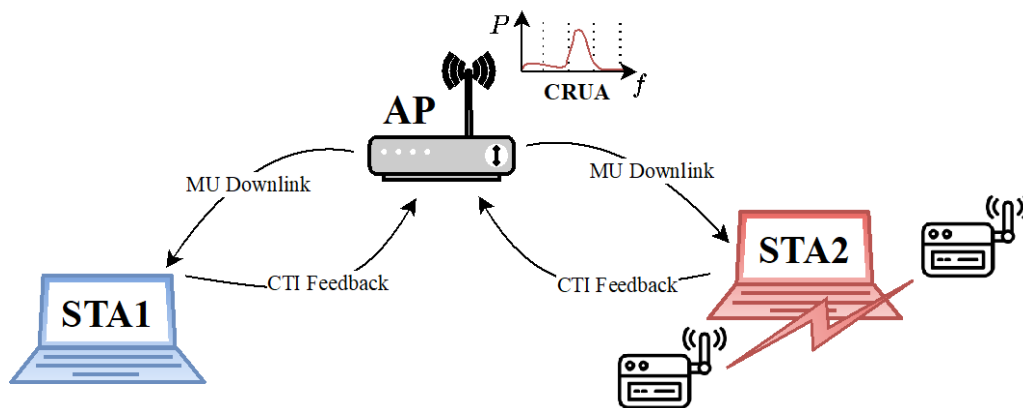 P
f
CRUA
AP
MU Downlink
MU Downlink
STA1
CTI Feedback
CTI Feedback
STA2